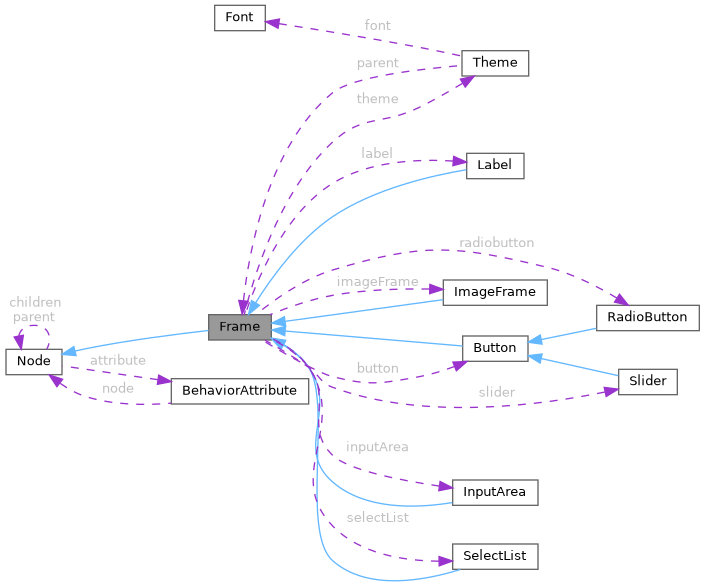 Font
font
Theme
parent
theme
label
Label
radiobutton
imageFrame
ImageFrame
children
parent
RadioButton
Frame
Button
Node
attribute
button
Slider
node
BehaviorAttribute
slider
inputArea
InputArea
selectList
SelectList